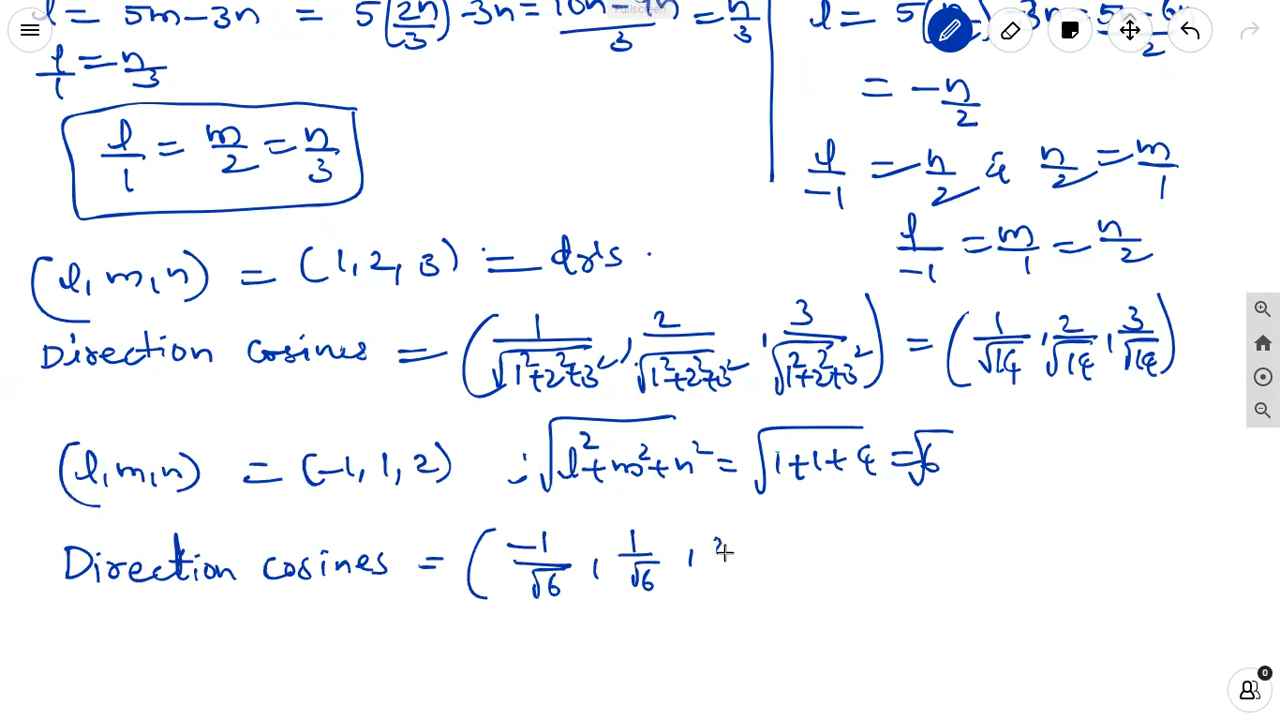 l = 5m - 3n = 5(2n/3) - 3n = (10n - 9n)/3 = n/3
l/1 = n/3
l/1 = m/2 = n/3
= -n/2
l/-1 = n/2 & n/2 = m/1
l/-1 = m/1 = n/2
(l, m, n) = (1, 2, 3) = dr's.
Direction cosines = (1/√(1²+2²+3²), 2/√(1²+2²+3²), 3/√(1²+2²+3²)) = (1/√14, 2/√14, 3/√14)
(l, m, n) = (-1, 1, 2) ; √(l²+m²+n²) = √(1+1+4) = √6
Direction cosines = (-1/√6, 1/√6,
0